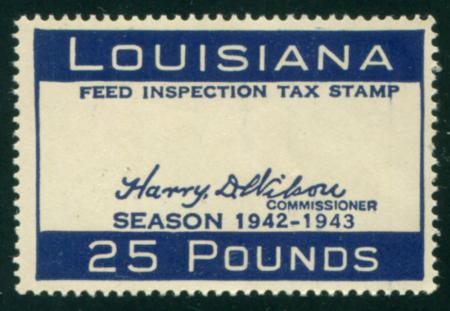 LOUISIANA
FEED INSPECTION TAX STAMP
Harry, D. Wilson
COMMISSIONER
SEASON 1942-1943
25 POUNDS